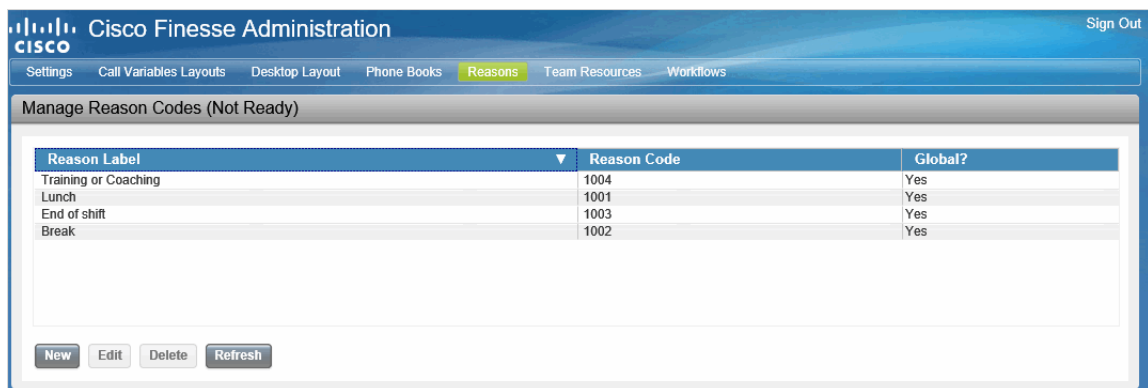 CISCO Cisco Finesse Administration Sign Out
Settings Call Variables Layouts Desktop Layout Phone Books Reasons Team Resources Workflows
Manage Reason Codes (Not Ready)
Reason Label Reason Code Global?
Training or Coaching 1004 Yes
Lunch 1001 Yes
End of shift 1003 Yes
Break 1002 Yes
New Edit Delete Refresh